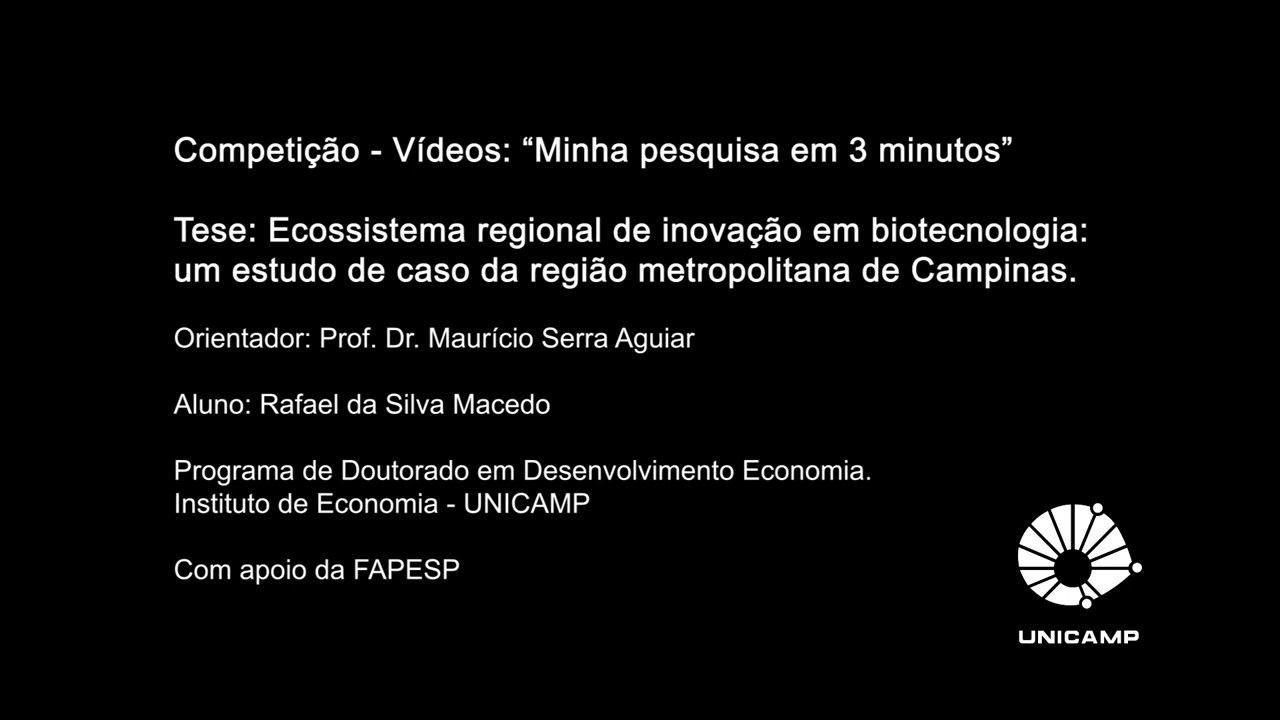 Competição - Vídeos: “Minha pesquisa em 3 minutos”
Tese: Ecossistema regional de inovação em biotecnologia:
um estudo de caso da região metropolitana de Campinas.
Orientador: Prof. Dr. Maurício Serra Aguiar
Aluno: Rafael da Silva Macedo
Programa de Doutorado em Desenvolvimento Economia.
Instituto de Economia - UNICAMP
Com apoio da FAPESP
UNICAMP